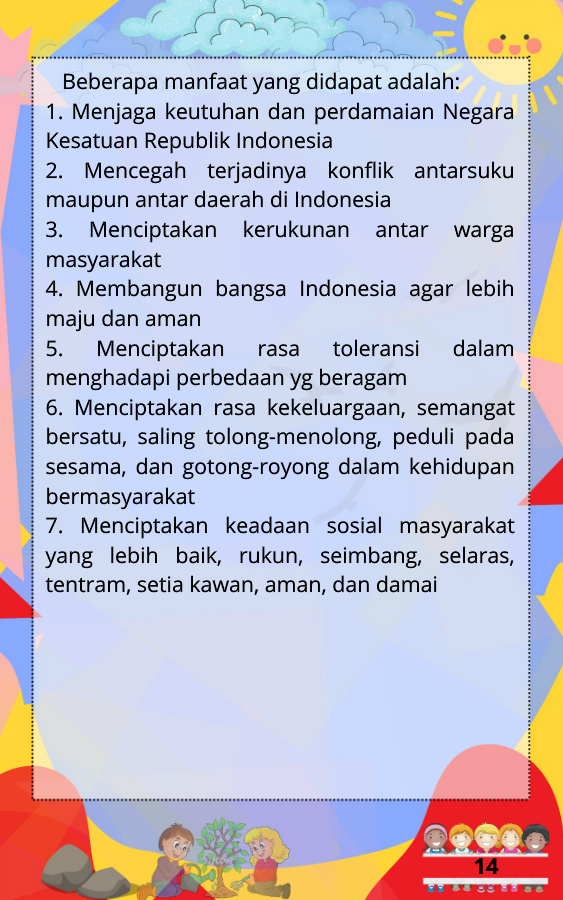 Beberapa manfaat yang didapat adalah:
1. Menjaga keutuhan dan perdamaian Negara
Kesatuan Republik Indonesia
2. Mencegah terjadinya konflik antarsuku
maupun antar daerah di Indonesia
3. Menciptakan kerukunan antar warga
masyarakat
4. Membangun bangsa Indonesia agar lebih
maju dan aman
5. Menciptakan rasa toleransi dalam
menghadapi perbedaan yg beragam
6. Menciptakan rasa kekeluargaan, semangat
bersatu, saling tolong-menolong, peduli pada
sesama, dan gotong-royong dalam kehidupan
bermasyarakat
7. Menciptakan keadaan sosial masyarakat
yang lebih baik, rukun, seimbang, selaras,
tentram, setia kawan, aman, dan damai
14